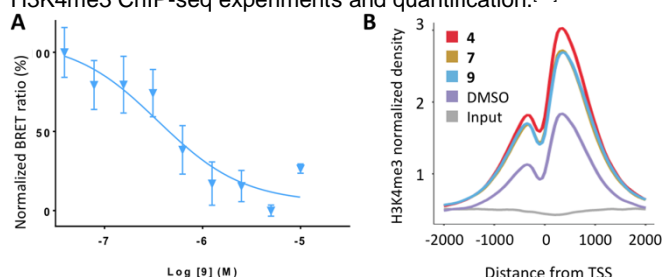 H3K4me3 ChIP-seq experiments and quantification.
A
B
Normalized BRET ratio (%)
00
50
0
-7
-6
-5
Log [9] (M)
H3K4me3 normalized density
3
2
1
4
7
9
DMSO
Input
-2000
-1000
0
1000
2000
Distance from TSS